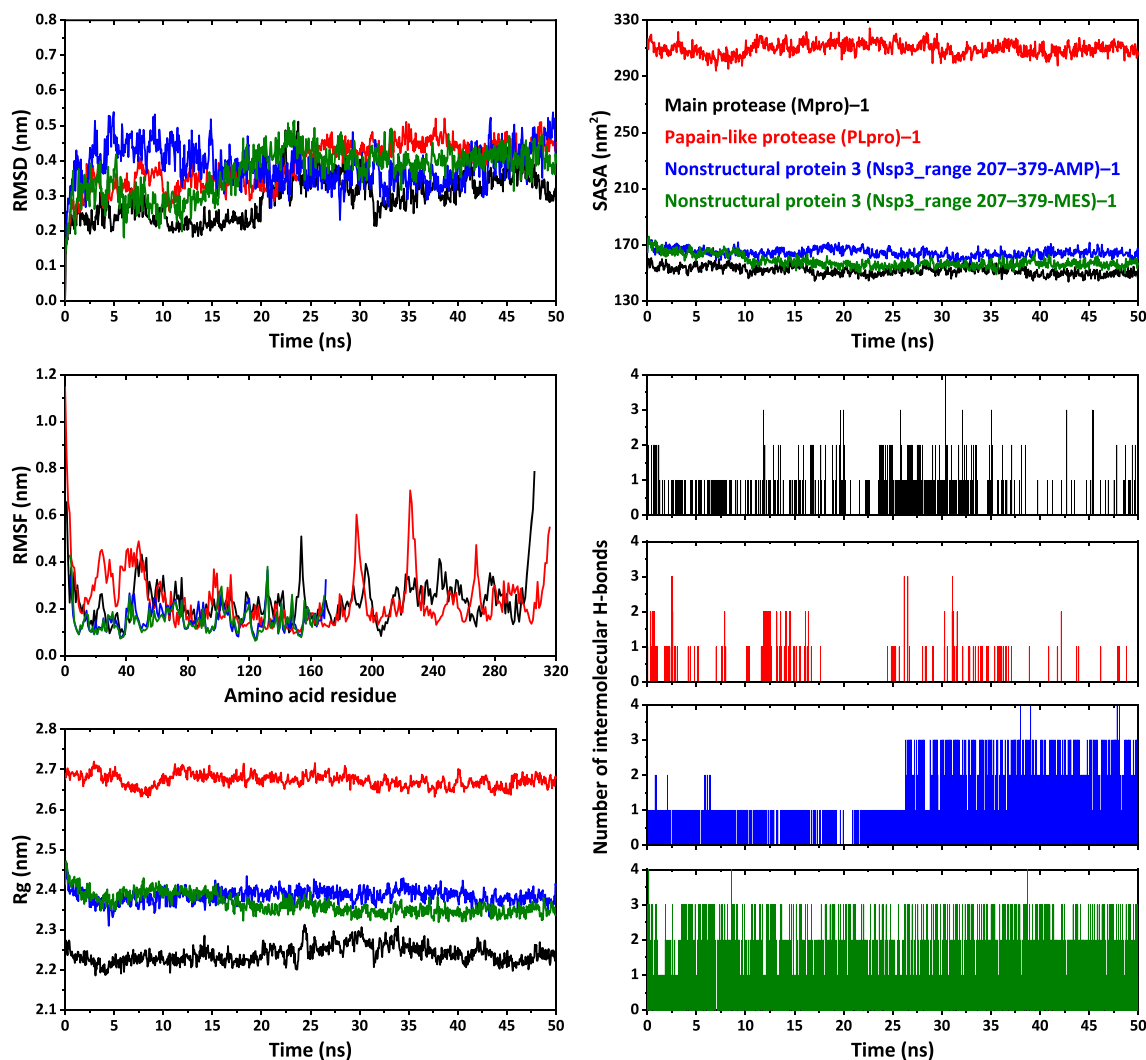 0.8
0.7
0.6
0.5
0.4
0.3
0.2
0.1
0.0
RMSD (nm)
0 5 10 15 20 25 30 35 40 45 50
Time (ns)
330
290
250
210
170
130
SASA (nm²)
Main protease (Mpro)–1
Papain-like protease (PLpro)–1
Nonstructural protein 3 (Nsp3_range 207–379-AMP)–1
Nonstructural protein 3 (Nsp3_range 207–379-MES)–1
0 5 10 15 20 25 30 35 40 45 50
Time (ns)
1.2
1.0
0.8
0.6
0.4
0.2
0.0
RMSF (nm)
0 40 80 120 160 200 240 280 320
Amino acid residue
2.8
2.7
2.6
2.5
2.4
2.3
2.2
2.1
Rg (nm)
0 5 10 15 20 25 30 35 40 45 50
Time (ns)
Number of intermolecular H-bonds
4
3
2
1
0
4
3
2
1
0
4
3
2
1
0
4
3
2
1
0
0 5 10 15 20 25 30 35 40 45 50
Time (ns)